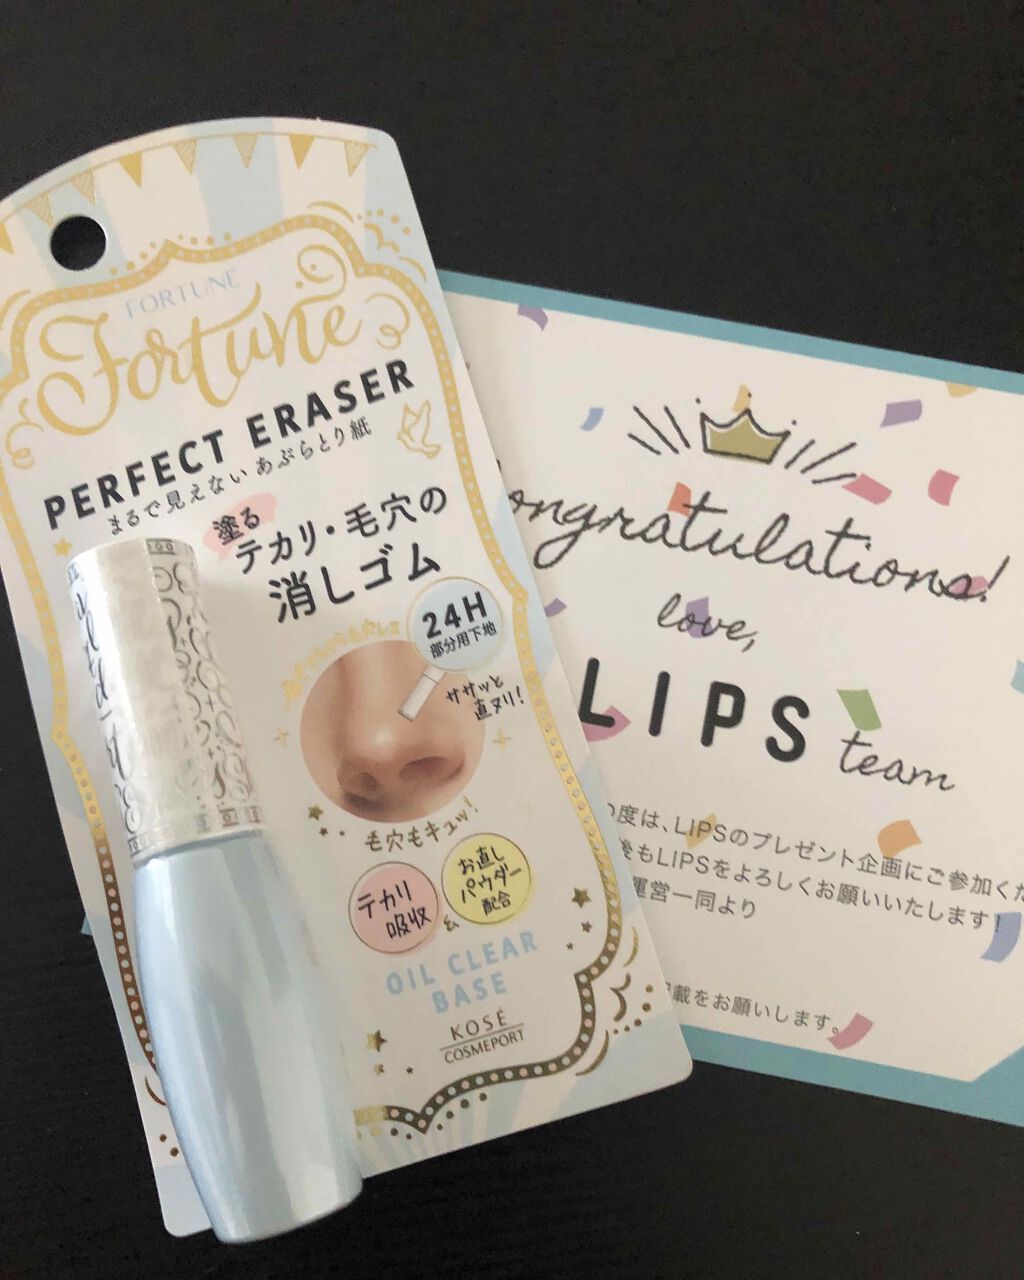 FORTUNE
Fortune
PERFECT ERASER
まるで見えない あぶらとり紙
塗る
テカリ・毛穴の
消しゴム
24H
部分用下地
ササッと
直ヌリ!
毛穴もキュッ!
テカリ
吸収
&
お直し
パウダー
配合
OIL CLEAR
BASE
KOSÉ
COSMEPORT
ongratulations!
love,
LIPS
team
の度は、LIPSのプレゼント企画にご参加くだ
後もLIPSをよろしくお願いいたします!
運営一同より
記載をお願いします。